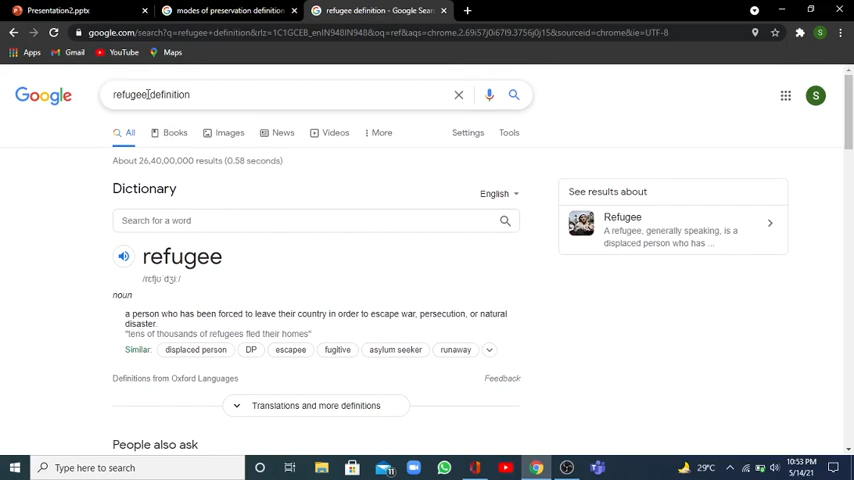 Presentation2.pptx
modes of preservation definition
refugee definition - Google Sear
google.com/search?q=refugee+definition&rlz=1C1GCEB_enIN948IN948&oq=ref&aqs=chrome.2.69i57j0i67l9.3756j0j15&sourceid=chrome&ie=UTF-8
S
Apps
Gmail
YouTube
Maps
Google
refugee definition
S
All
Books
Images
News
Videos
More
Settings
Tools
About 26,40,00,000 results (0.58 seconds)
Dictionary
English
Search for a word
refugee
/rɛfjʊˈdʒiː/
noun
a person who has been forced to leave their country in order to escape war, persecution, or natural
disaster.
"tens of thousands of refugees fled their homes"
Similar:
displaced person
DP
escapee
fugitive
asylum seeker
runaway
Definitions from Oxford Languages
Feedback
Translations and more definitions
People also ask
See results about
Refugee
A refugee, generally speaking, is a
displaced person who has ...
Type here to search
11
29°C
10:53 PM
5/14/21